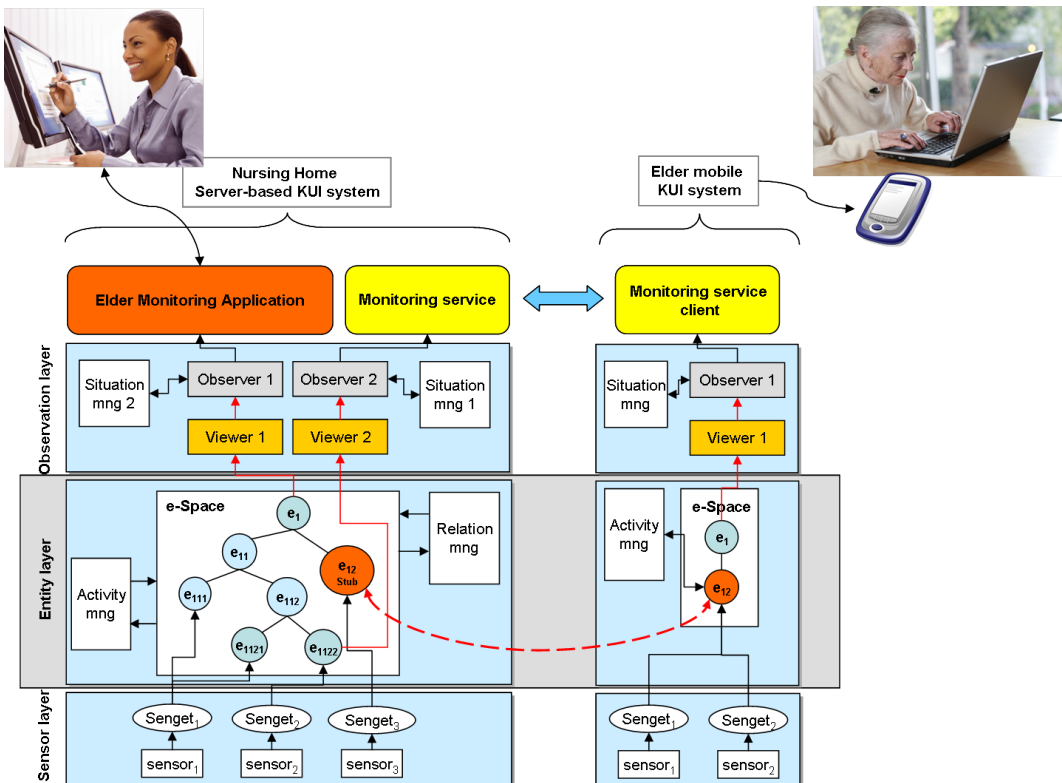 Nursing Home
Server-based KUI system
Elder mobile
KUI system
Elder Monitoring Application
Monitoring service
Monitoring service
client
Observation layer
Situation
mng 2
Observer 1
Observer 2
Situation
mng 1
Viewer 1
Viewer 2
Situation
mng
Observer 1
Viewer 1
Entity layer
e-Space
e1
e11
e12
Stub
e111
e112
e1121
e1122
Activity
mng
Relation
mng
Activity
mng
e-Space
e1
e12
Sensor layer
Senget1
Senget2
Senget3
sensor1
sensor2
sensor3
Senget1
Senget2
sensor1
sensor2